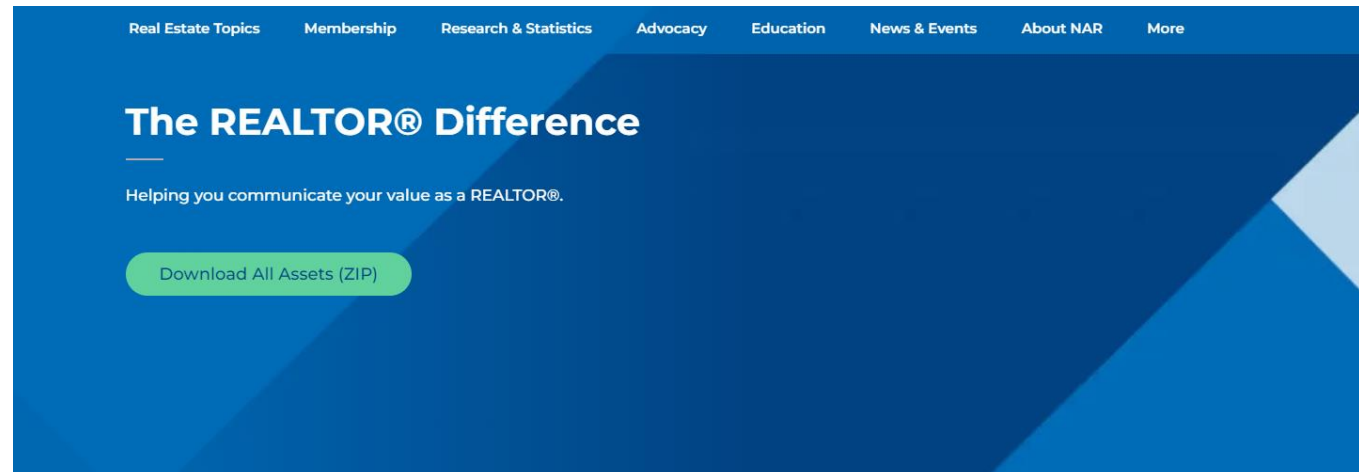 Real Estate Topics Membership Research & Statistics Advocacy Education News & Events About NAR More
The REALTOR® Difference
Helping you communicate your value as a REALTOR®.
Download All Assets (ZIP)